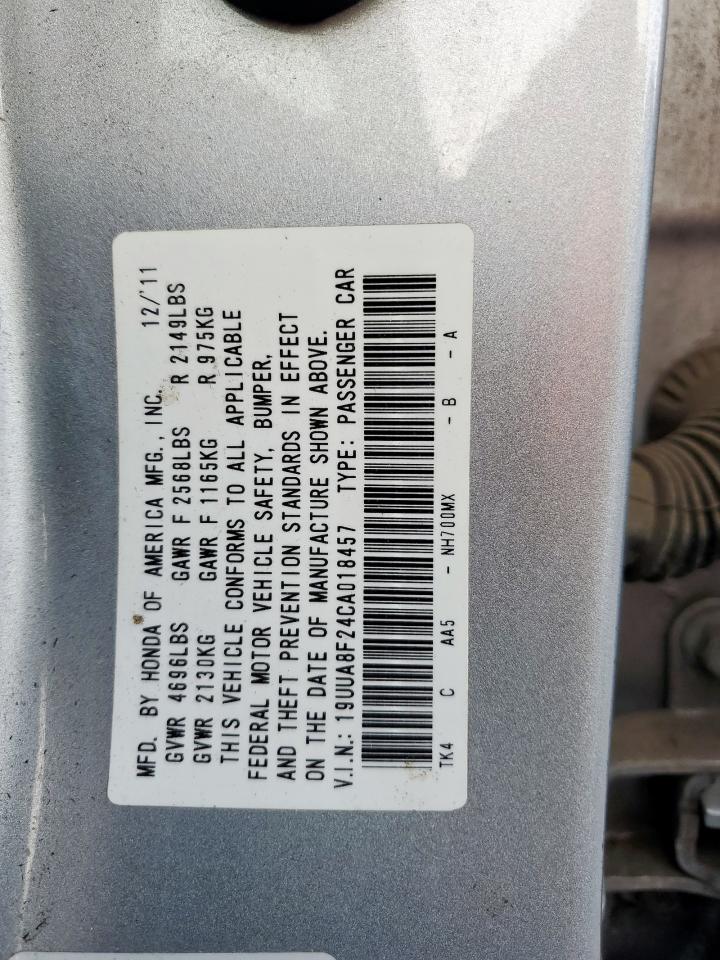 MFD. BY HONDA OF AMERICA MFG., INC. 12/'11
GVWR 4696LBS GAWR F 2568LBS R 2149LBS
GVWR 2130KG GAWR F 1165KG R 975KG
THIS VEHICLE CONFORMS TO ALL APPLICABLE
FEDERAL MOTOR VEHICLE SAFETY, BUMPER,
AND THEFT PREVENTION STANDARDS IN EFFECT
ON THE DATE OF MANUFACTURE SHOWN ABOVE.
V.I.N.: 19UUA8F24CA018457 TYPE: PASSENGER CAR
TK4 C AA5 - NH700MX - B - A